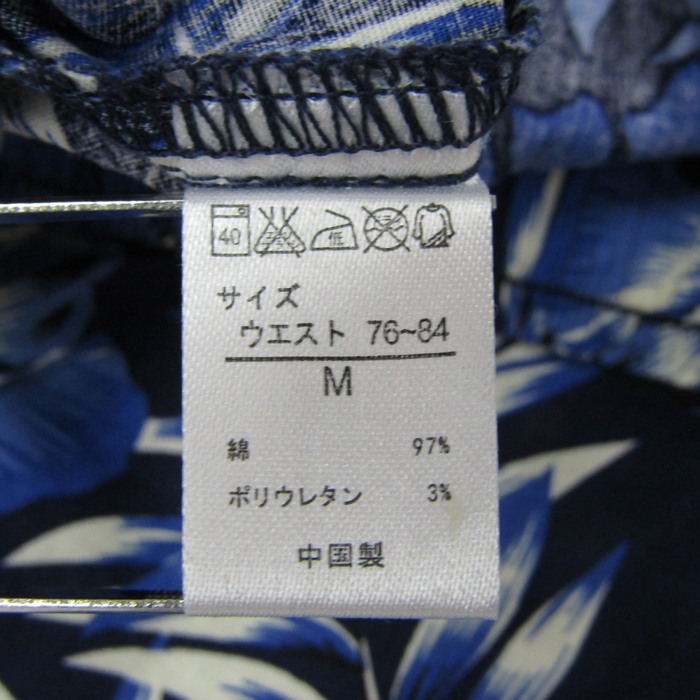 40 低
サイズ
ウエスト 76~84
M
綿 97%
ポリウレタン 3%
中国製